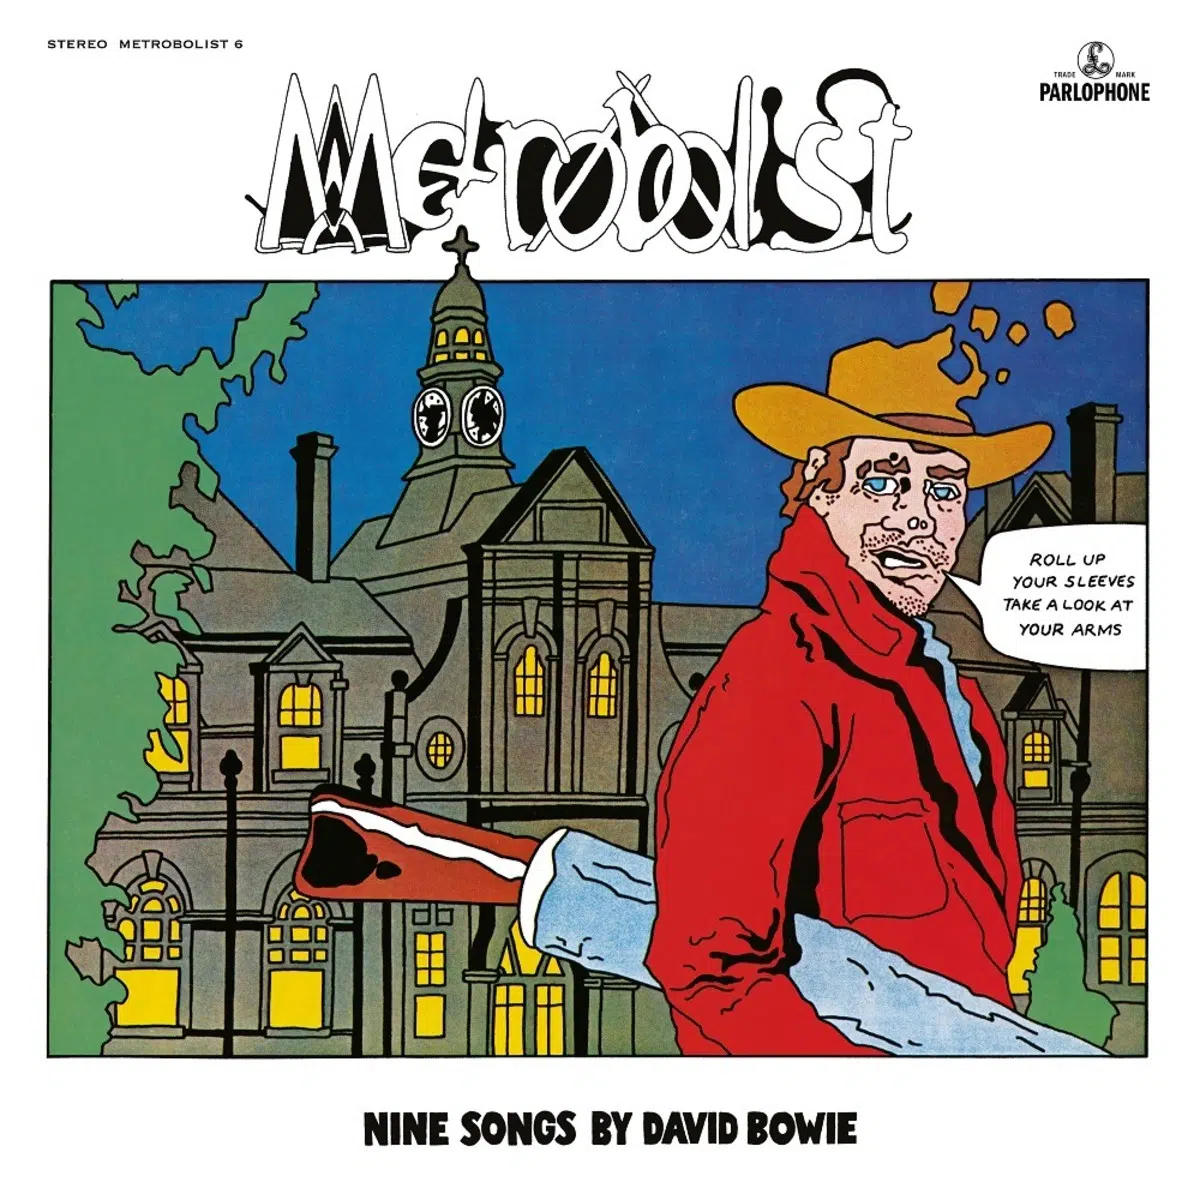 STEREO METROBOLIST 6
TRADE MARK
PARLOPHONE
Metrobolist
ROLL UP
YOUR SLEEVES
TAKE A LOOK AT
YOUR ARMS
NINE SONGS BY DAVID BOWIE